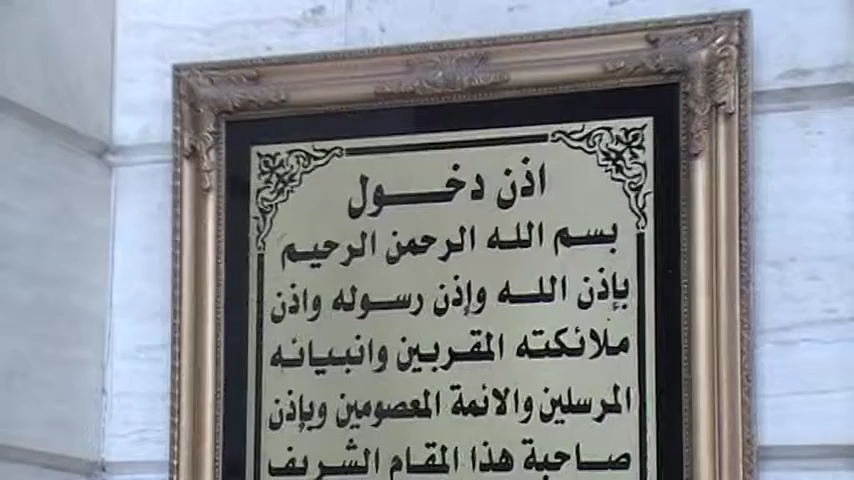 اذن دخول
بسم الله الرحمن الرحيم
بإذن الله وإذن رسوله واذن
ملائكته المقربين وانبيائه
المرسلين والائمة المعصومين وبإذن
صاحبة هذا المقام الشريف